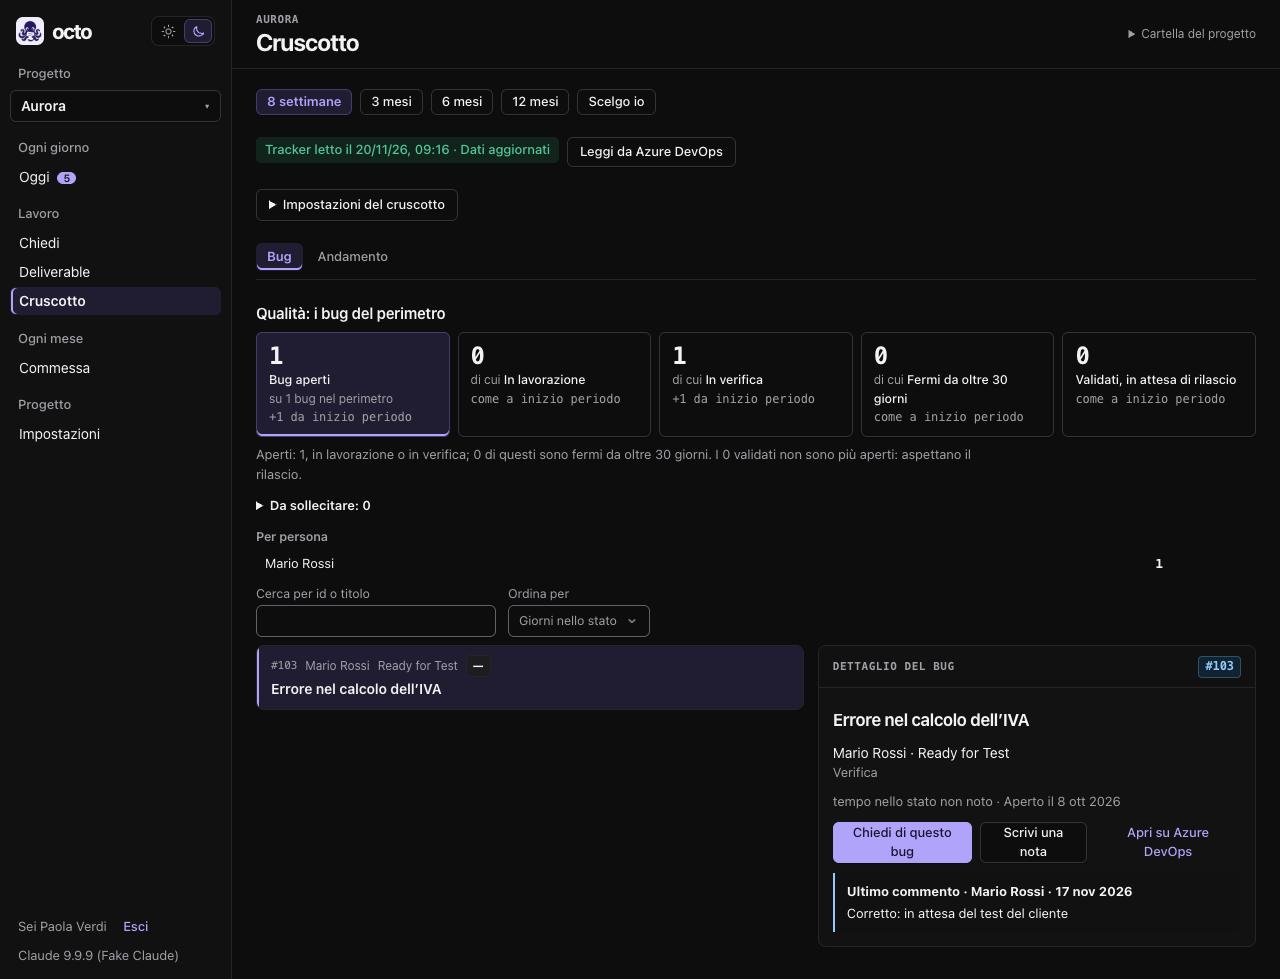 octo
Progetto
Aurora
Ogni giorno
Oggi 5
Lavoro
Chiedi
Deliverable
Cruscotto
Ogni mese
Commessa
Progetto
Impostazioni
Sei Paola Verdi Esci
Claude 9.9.9 (Fake Claude)
AURORA
Cruscotto
Cartella del progetto
8 settimane 3 mesi 6 mesi 12 mesi Scelgo io
Tracker letto il 20/11/26, 09:16 · Dati aggiornati Leggi da Azure DevOps
Impostazioni del cruscotto
Bug Andamento
Qualità: i bug del perimetro
1
Bug aperti
su 1 bug nel perimetro
+1 da inizio periodo
0
di cui In lavorazione
come a inizio periodo
1
di cui In verifica
+1 da inizio periodo
0
di cui Fermi da oltre 30
giorni
come a inizio periodo
0
Validati, in attesa di rilascio
come a inizio periodo
Aperti: 1, in lavorazione o in verifica; 0 di questi sono fermi da oltre 30 giorni. I 0 validati non sono più aperti: aspettano il
rilascio.
Da sollecitare: 0
Per persona
Mario Rossi 1
Cerca per id o titolo Ordina per
Giorni nello stato
#103 Mario Rossi Ready for Test —
Errore nel calcolo dell’IVA
DETTAGLIO DEL BUG #103
Errore nel calcolo dell’IVA
Mario Rossi · Ready for Test
Verifica
tempo nello stato non noto · Aperto il 8 ott 2026
Chiedi di questo
bug
Scrivi una
nota
Apri su Azure
DevOps
Ultimo commento · Mario Rossi · 17 nov 2026
Corretto: in attesa del test del cliente